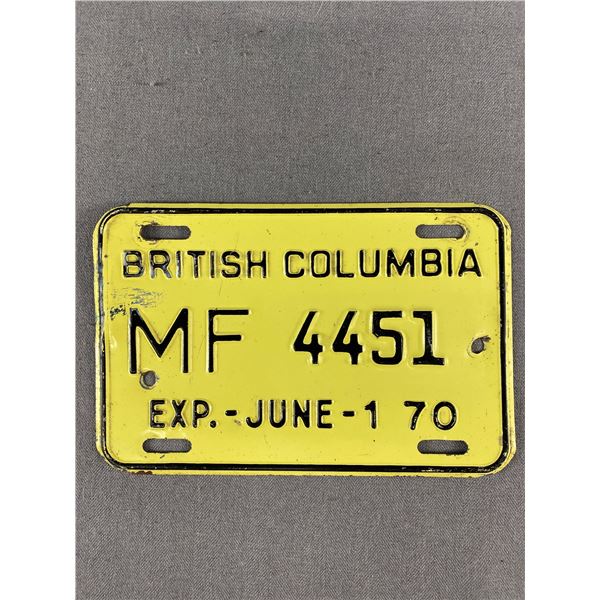 BRITISH COLUMBIA
MF 4451
EXP.-JUNE-1 70